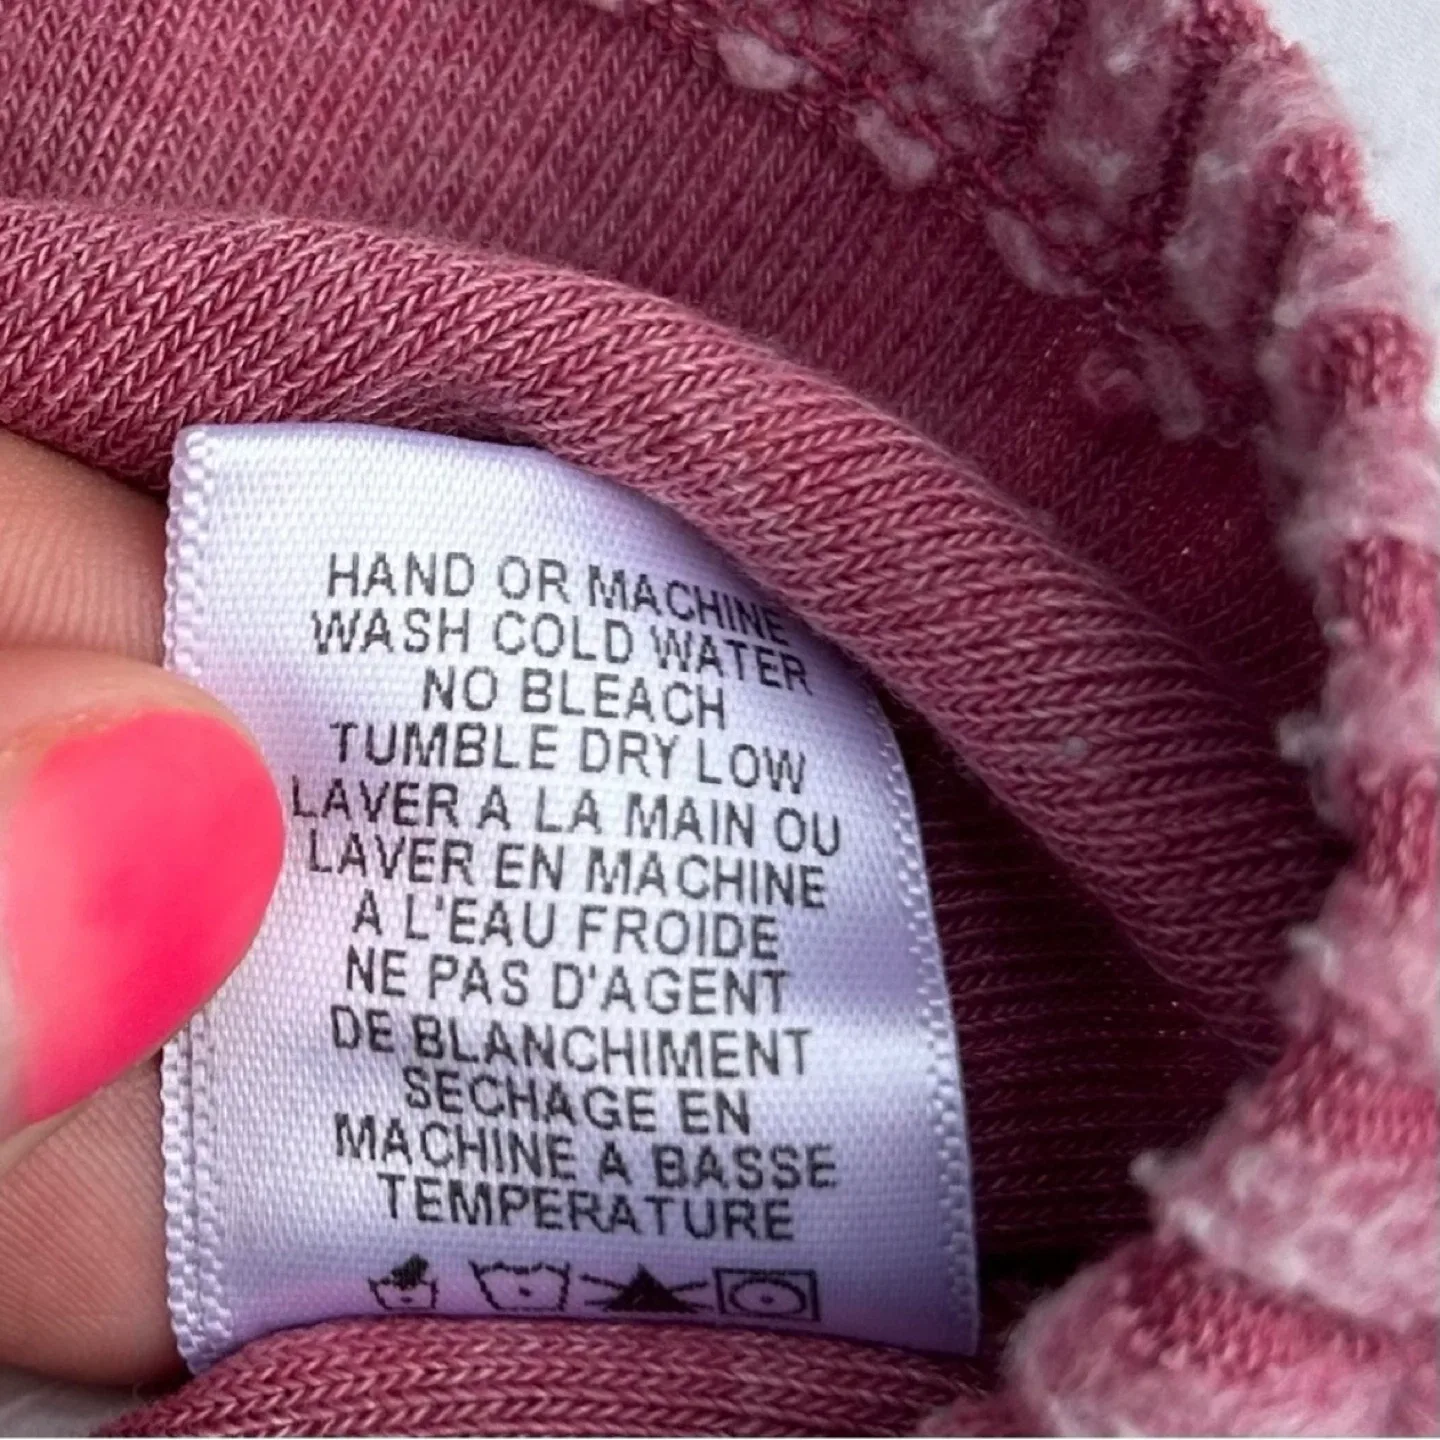 HAND OR MACHINE
WASH COLD WATER
NO BLEACH
TUMBLE DRY LOW
LAVER A LA MAIN OU
LAVER EN MACHINE
A L'EAU FROIDE
NE PAS D'AGENT
DE BLANCHIMENT
SECHAGE EN
MACHINE A BASSE
TEMPERATURE